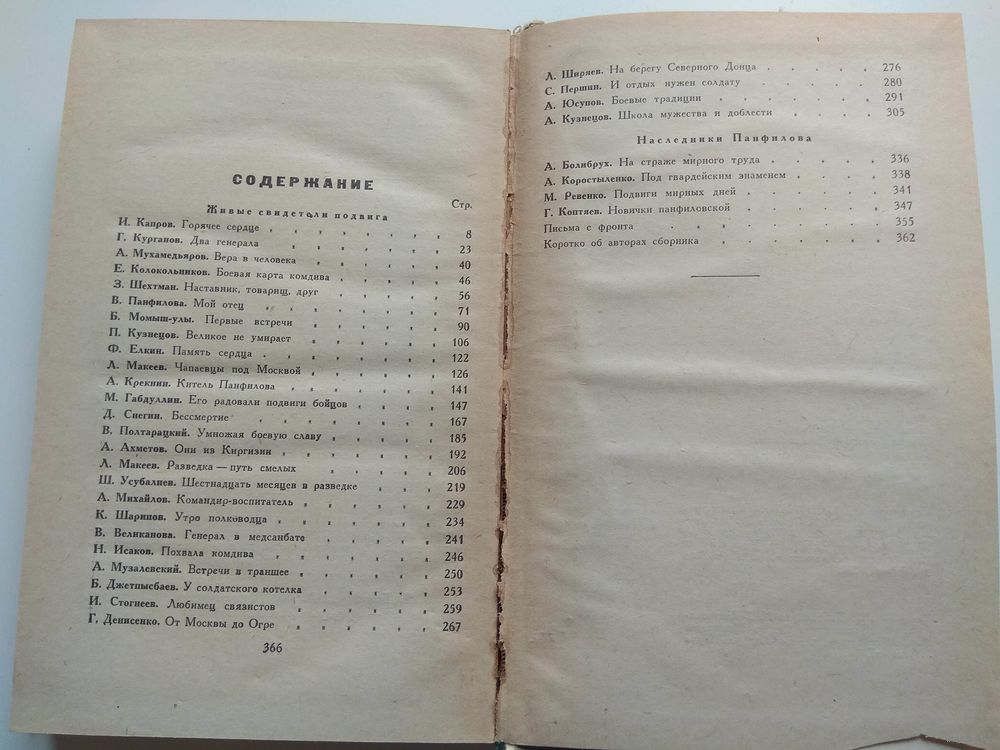 СОДЕРЖАНИЕ
Стр.
Живые свидетели подвига
И. Капров. Горячее сердце 8
Г. Курганов. Два генерала 23
А. Мухамедьяров. Вера в человека 40
Е. Колокольников. Боевая карта комдива 46
З. Шехтман. Наставник, товарищ, друг 56
В. Панфилова. Мой отец 71
Б. Момыш-улы. Первые встречи 90
П. Кузнецов. Великое не умирает 106
Ф. Елкин. Память сердца 122
Л. Макеев. Чапаевцы под Москвой 126
А. Крекнин. Китель Панфилова 141
М. Габдуллин. Его радовали подвиги бойцов 147
Д. Снегин. Бессмертие 167
В. Полтарацкий. Умножая боевую славу 185
А. Ахметов. Они из Киргизии 192
Л. Макеев. Разведка — путь смелых 206
Ш. Усубалиев. Шестнадцать месяцев в разведке 219
А. Михайлов. Командир-воспитатель 229
К. Шарипов. Утро полководца 234
В. Великанова. Генерал в медсанбате 241
Н. Исаков. Похвала комдива 246
А. Музалевский. Встречи в траншее 250
Б. Джетпысбаев. У солдатского котелка 253
И. Стогнеев. Любимец связистов 259
Г. Денисенко. От Москвы до Огре 267
366
Л. Ширяев. На берегу Северного Донца 276
С. Першин. И отдых нужен солдату 280
А. Юсупов. Боевые традиции 291
А. Кузнецов. Школа мужества и доблести 305
Наследники Панфилова
А. Болибрух. На страже мирного труда 336
А. Коростыленко. Под гвардейским знаменем 338
М. Ревенко. Подвиги мирных дней 341
Г. Коптяев. Новички панфиловской 347
Письма с фронта 355
Коротко об авторах сборника 362